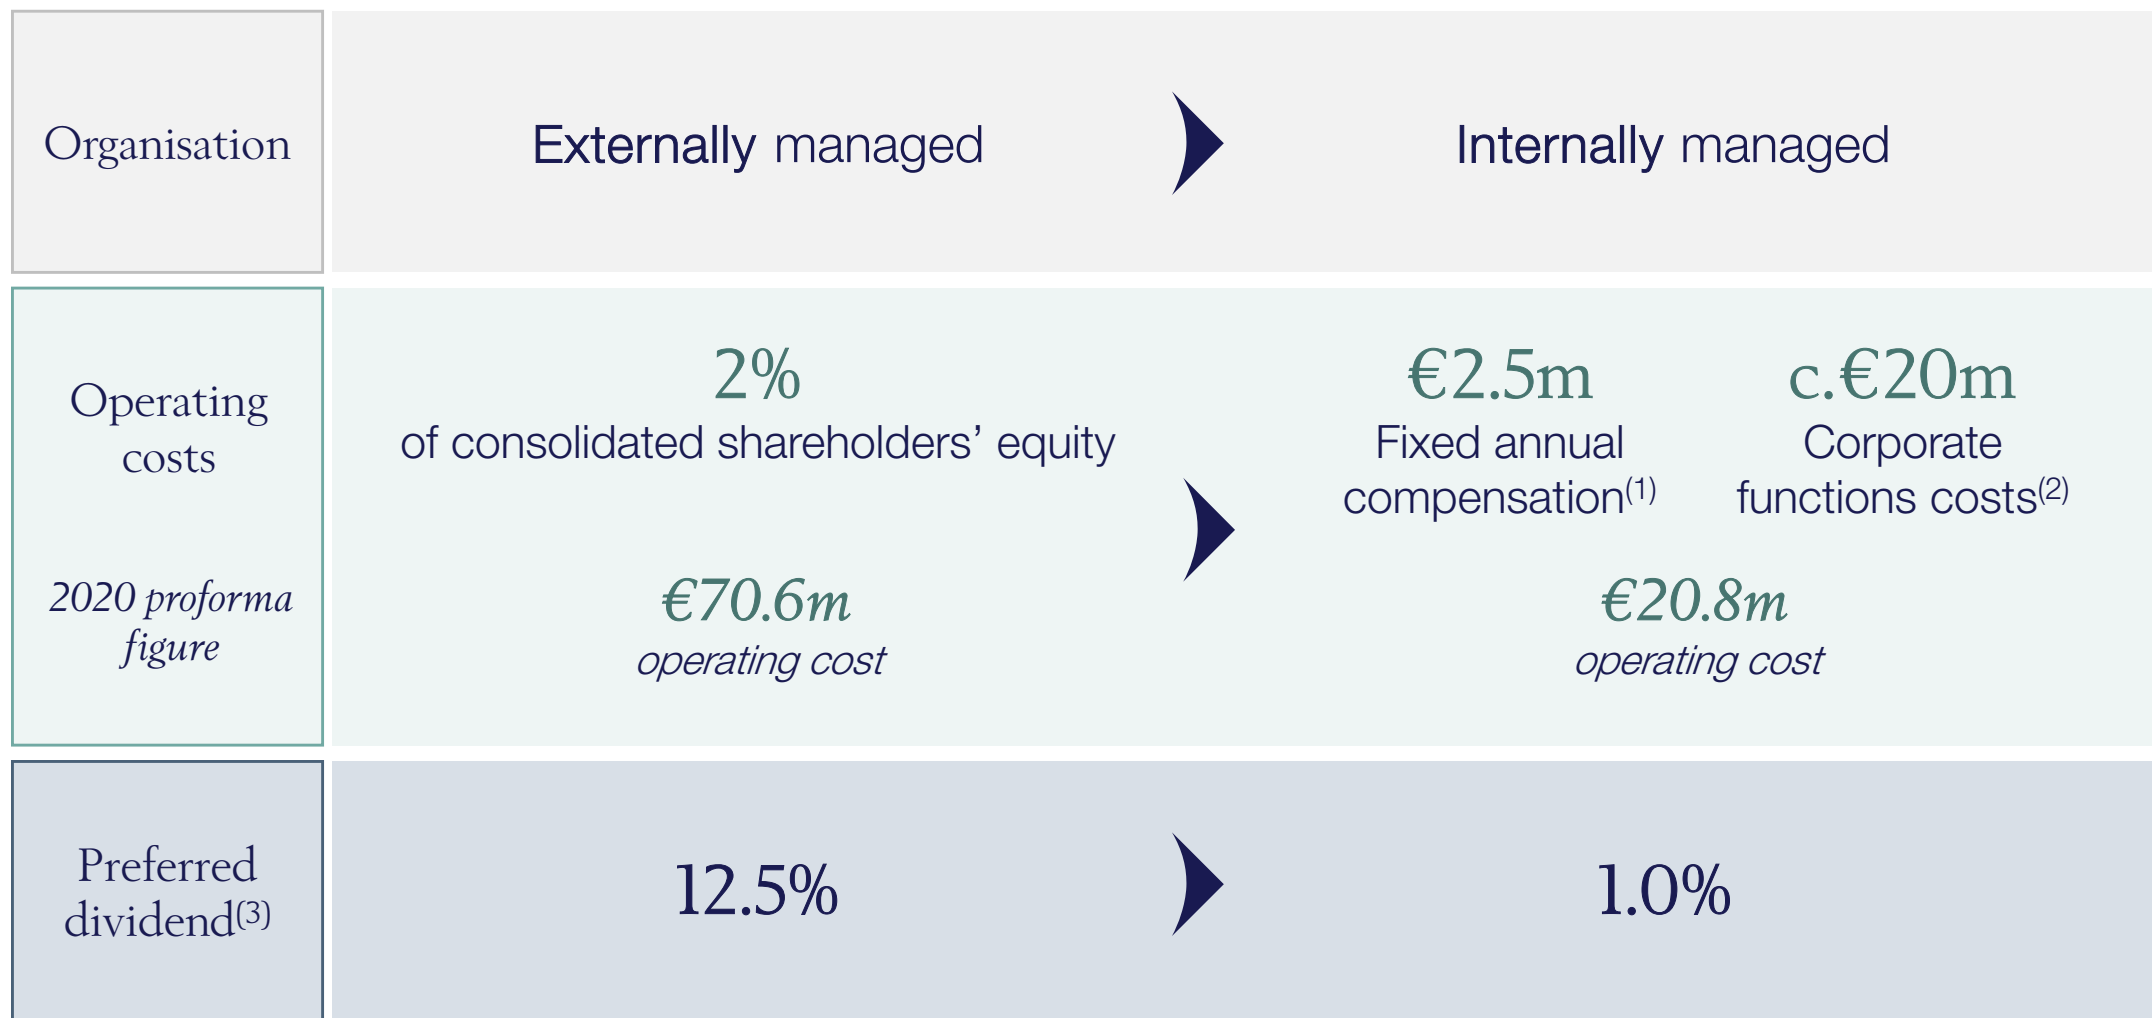 Organisation
Externally managed
Internally managed
Operating
costs
2020 proforma
figure
2%
of consolidated shareholders’ equity
€70.6m
operating cost
€2.5m
Fixed annual
compensation(1)
c.€20m
Corporate
functions costs(2)
€20.8m
operating cost
Preferred
dividend(3)
12.5%
1.0%